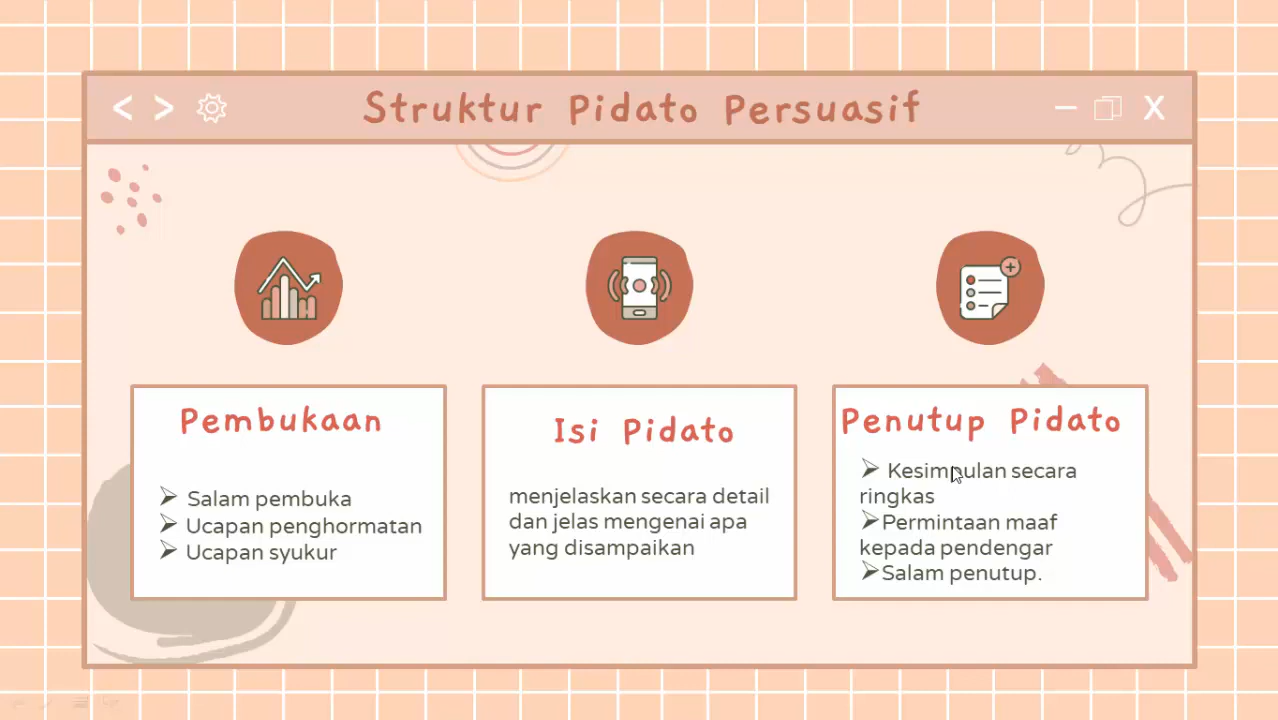 Struktur Pidato Persuasif
Pembukaan
➢ Salam pembuka
➢ Ucapan penghormatan
➢ Ucapan syukur
Isi Pidato
menjelaskan secara detail
dan jelas mengenai apa
yang disampaikan
Penutup Pidato
➢ Kesimpulan secara
ringkas
➢Permintaan maaf
kepada pendengar
➢Salam penutup.